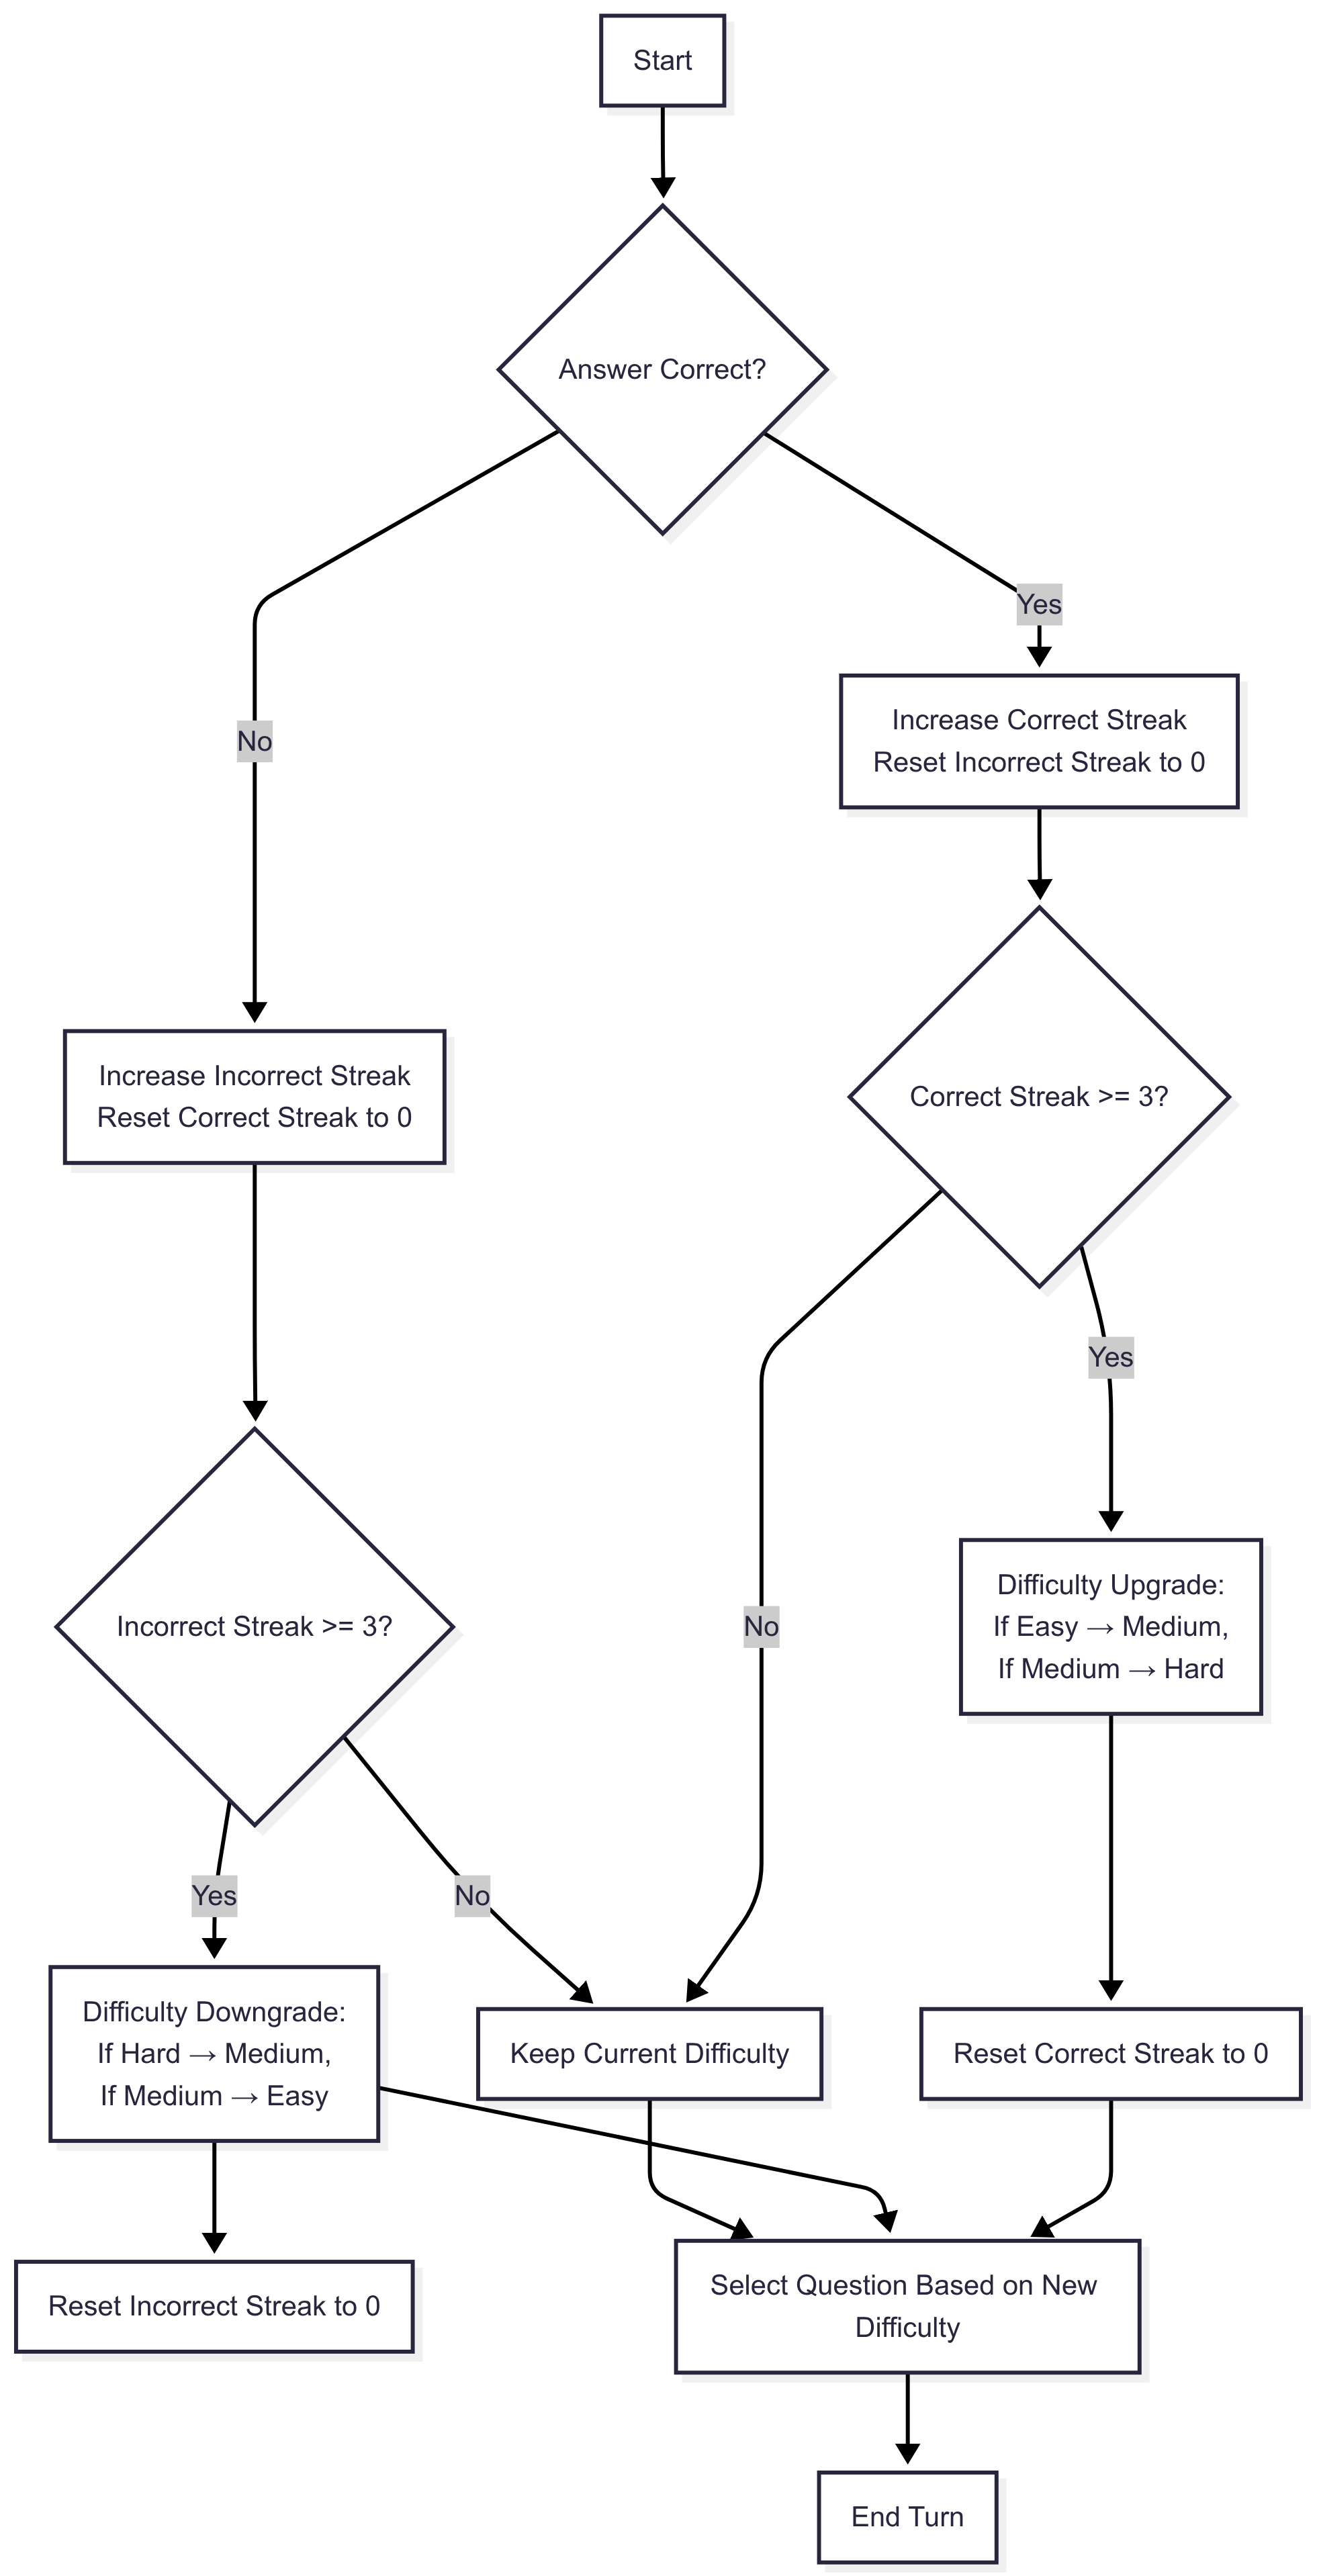 Start
Answer Correct?
Yes
No
Increase Correct Streak
Reset Incorrect Streak to 0
Increase Incorrect Streak
Reset Correct Streak to 0
Correct Streak >= 3?
Yes
Incorrect Streak >= 3?
No
Difficulty Upgrade:
If Easy → Medium,
If Medium → Hard
Yes
No
Difficulty Downgrade:
If Hard → Medium,
If Medium → Easy
Keep Current Difficulty
Reset Correct Streak to 0
Reset Incorrect Streak to 0
Select Question Based on New
Difficulty
End Turn